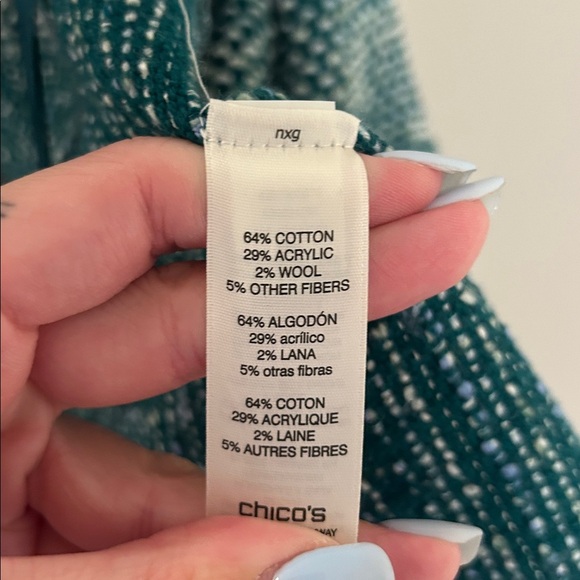 nxg
64% COTTON
29% ACRYLIC
2% WOOL
5% OTHER FIBERS
64% ALGODÓN
29% acrílico
2% LANA
5% otras fibras
64% COTON
29% ACRYLIQUE
2% LAINE
5% AUTRES FIBRES
chico's